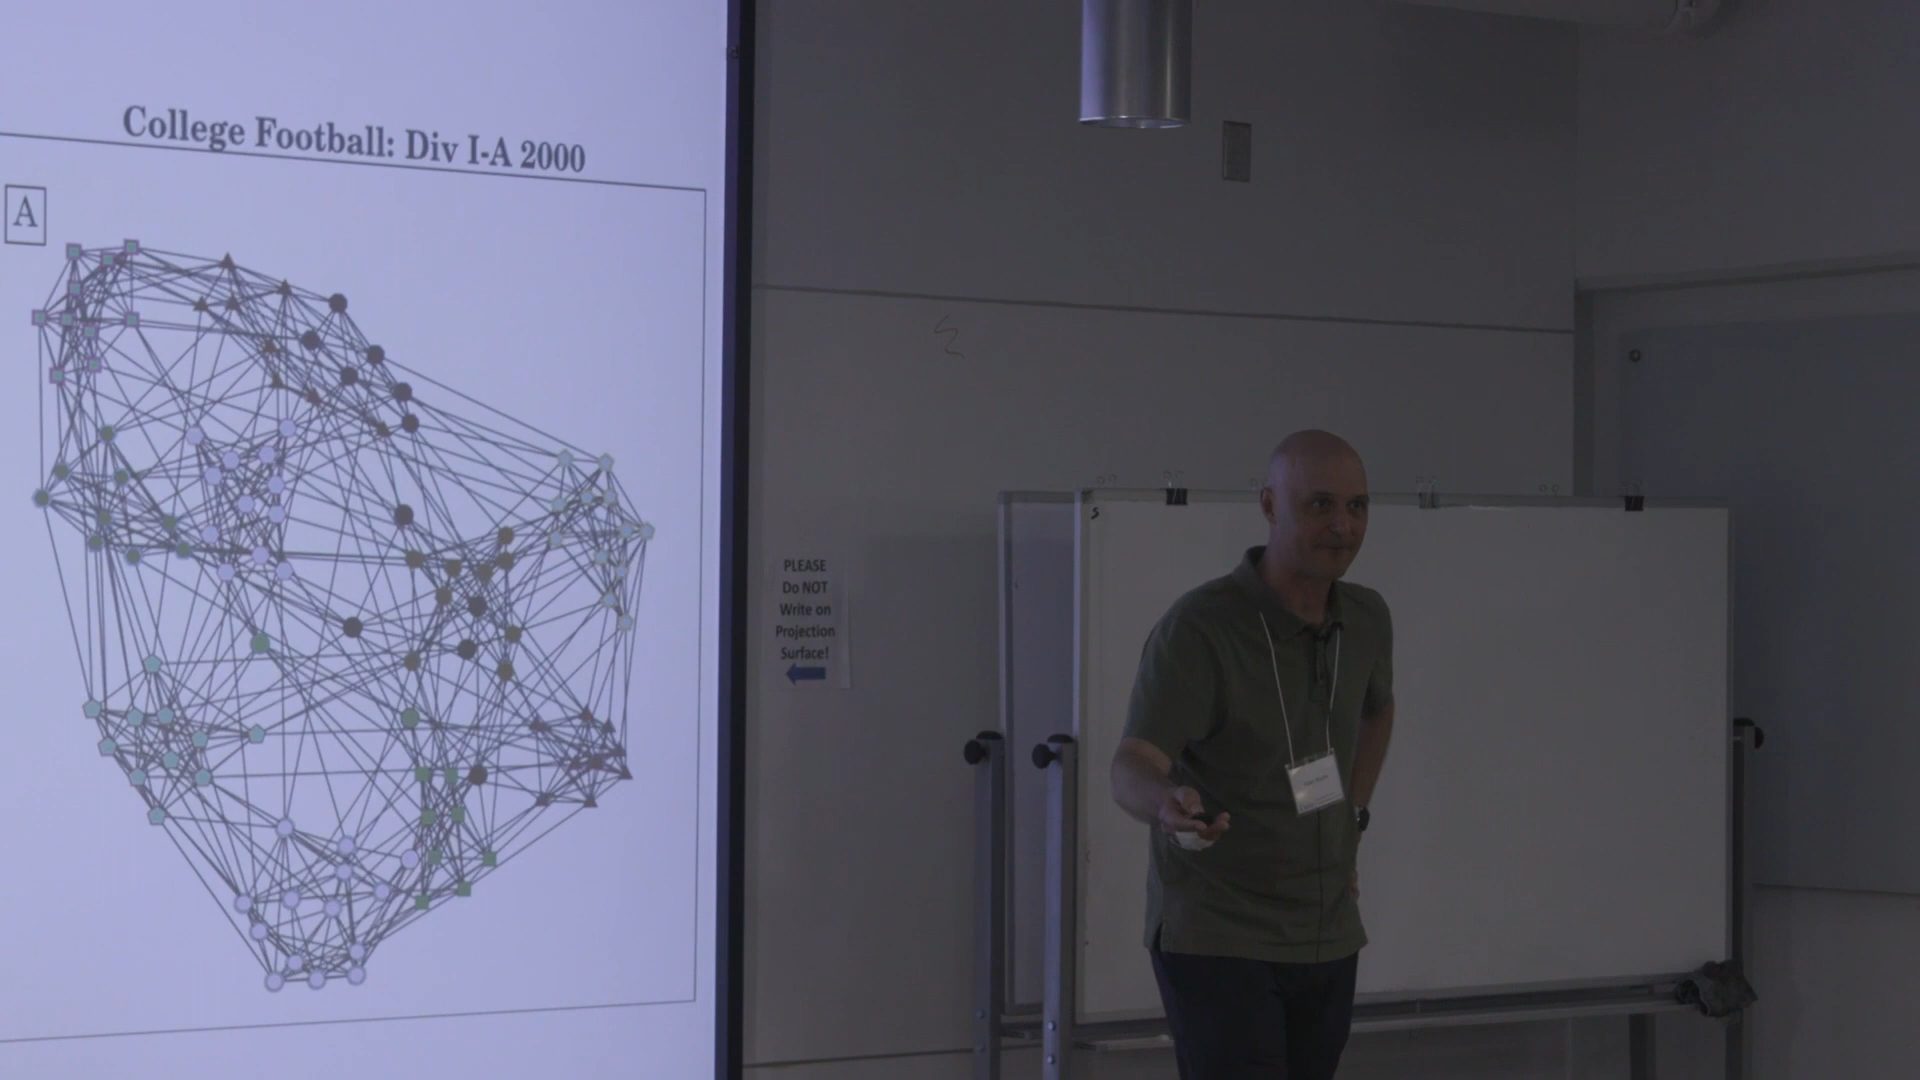 College Football: Div I-A 2000
A
PLEASE
Do NOT
Write on
Projection
Surface!